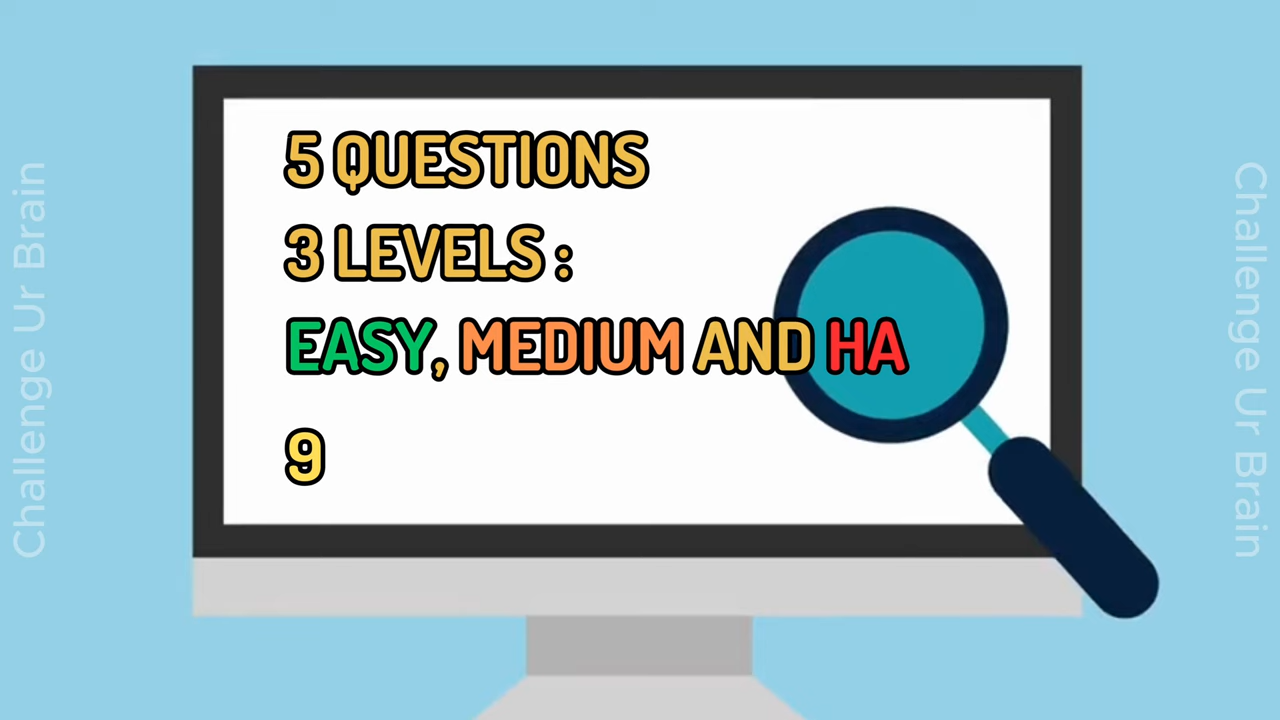 5 QUESTIONS
3 LEVELS :
EASY, MEDIUM AND HA
9
Challenge Ur Brain
Challenge Ur Brain